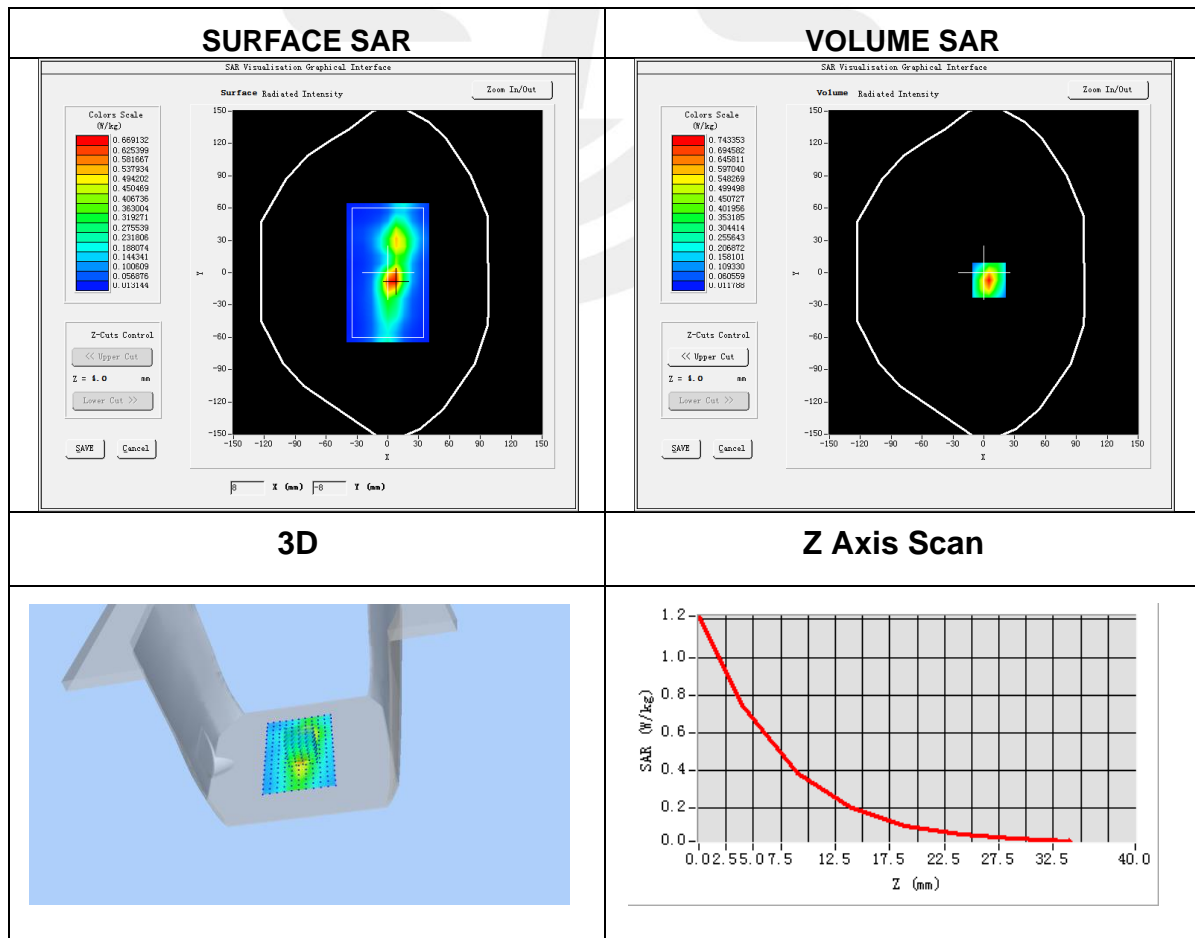 SURFACE SAR
SAR Visualisation Graphical Interface
Surface Radiated Intensity
Zoom In/Out
Colors Scale
(W/kg)
0.669132
0.625399
0.581667
0.537934
0.494202
0.450469
0.406736
0.363004
0.319271
0.275539
0.231806
0.188074
0.144341
0.100609
0.056876
0.013144
Z-Cuts Control
<< Upper Cut
Z = 4.0 mm
Lower Cut >>
SAVE Cancel
150
120
90
60
30
0
-30
-60
-90
-120
-150
Y
-150 -120 -90 -60 -30 0 30 60 90 120 150
X
8 X (mm) -8 Y (mm)
VOLUME SAR
SAR Visualisation Graphical Interface
Volume Radiated Intensity
Zoom In/Out
Colors Scale
(W/kg)
0.743353
0.694582
0.645811
0.597040
0.548269
0.499498
0.450727
0.401956
0.353185
0.304414
0.255643
0.206872
0.158101
0.109330
0.060559
0.011788
Z-Cuts Control
<< Upper Cut
Z = 4.0 mm
Lower Cut >>
SAVE Cancel
150
120
90
60
30
0
-30
-60
-90
-120
-150
Y
-150 -120 -90 -60 -30 0 30 60 90 120 150
X
3D
Z Axis Scan
1.2
1.0
0.8
0.6
0.4
0.2
0.0
SAR (W/kg)
0.0 2.5 5.0 7.5 12.5 17.5 22.5 27.5 32.5 40.0
Z (mm)